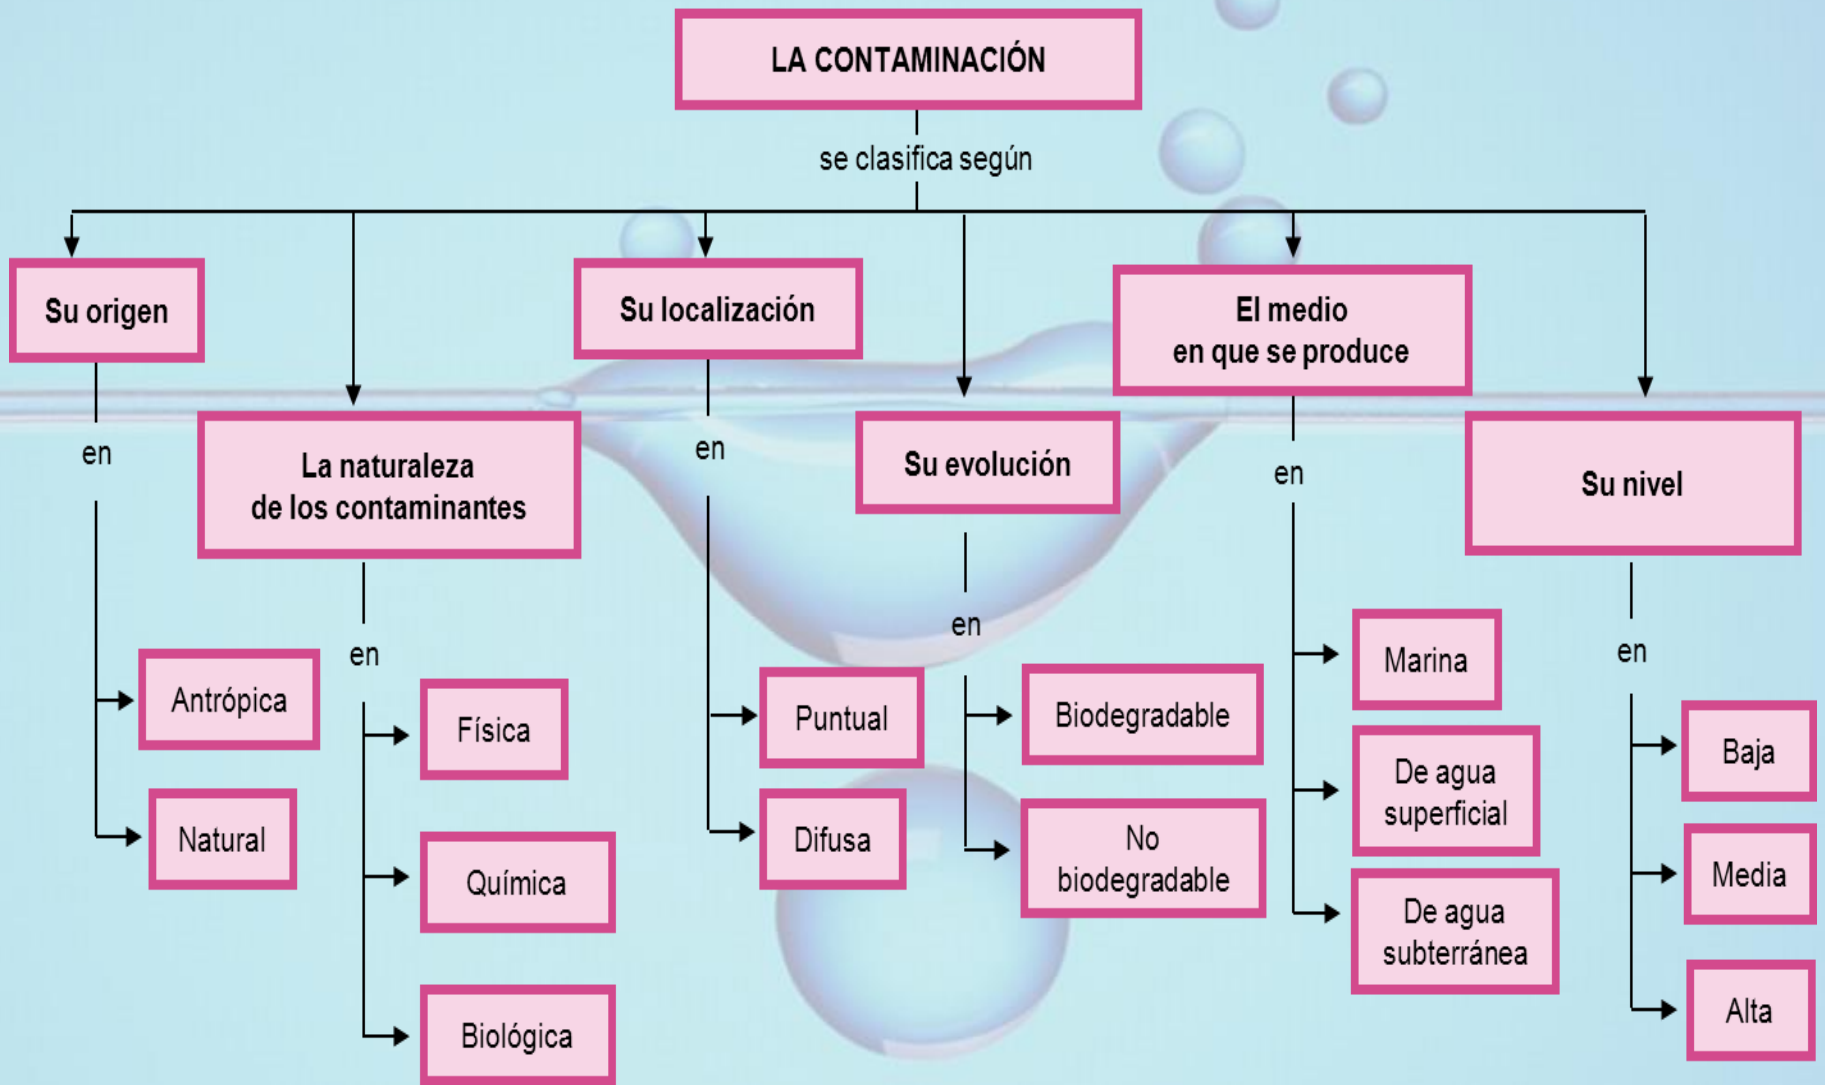 LA CONTAMINACIÓN
se clasifica según
Su origen
en
Antrópica
Natural
La naturaleza
de los contaminantes
en
Física
Química
Biológica
Su localización
en
Puntual
Difusa
Su evolución
en
Biodegradable
No
biodegradable
El medio
en que se produce
en
Marina
De agua
superficial
De agua
subterránea
Su nivel
en
Baja
Media
Alta